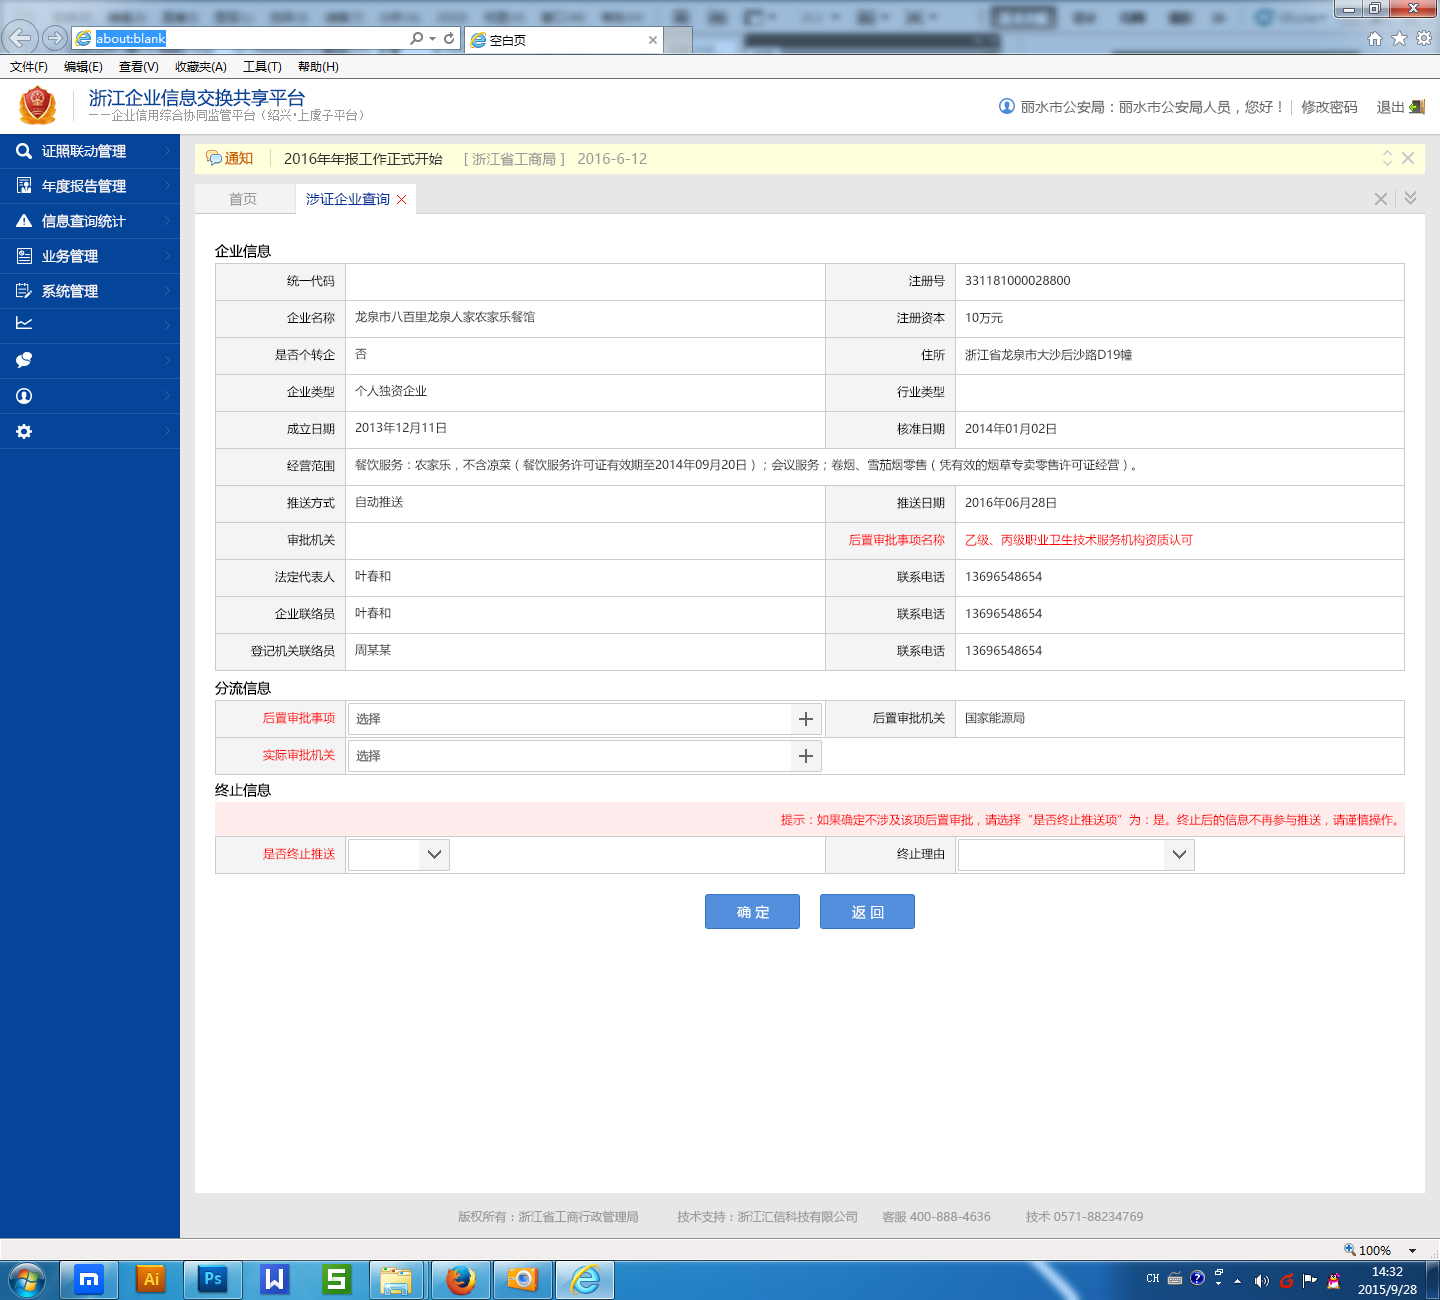 about:blank
空白页
文件(F) 编辑(E) 查看(V) 收藏夹(A) 工具(T) 帮助(H)
浙江企业信息交换共享平台
——企业信用综合协同监管平台（绍兴·上虞子平台）
丽水市公安局：丽水市公安局人员，您好！ 修改密码 退出
证照联动管理
年度报告管理
信息查询统计
业务管理
系统管理
通知 2016年年报工作正式开始 [ 浙江省工商局 ] 2016-6-12
首页 涉证企业查询
企业信息
统一代码 注册号 331181000028800
企业名称 龙泉市八百里龙泉人家农家乐餐馆 注册资本 10万元
是否个转企 否 住所 浙江省龙泉市大沙后沙路D19幢
企业类型 个人独资企业 行业类型
成立日期 2013年12月11日 核准日期 2014年01月02日
经营范围 餐饮服务：农家乐，不含凉菜（餐饮服务许可证有效期至2014年09月20日）；会议服务；卷烟、雪茄烟零售（凭有效的烟草专卖零售许可证经营）。
推送方式 自动推送 推送日期 2016年06月28日
审批机关 后置审批事项名称 乙级、丙级职业卫生技术服务机构资质认可
法定代表人 叶春和 联系电话 13696548654
企业联络员 叶春和 联系电话 13696548654
登记机关联络员 周某某 联系电话 13696548654
分流信息
后置审批事项 选择 后置审批机关 国家能源局
实际审批机关 选择
终止信息
提示：如果确定不涉及该项后置审批，请选择“是否终止推送项”为：是。终止后的信息不再参与推送，请谨慎操作。
是否终止推送 终止理由
确 定 返 回
版权所有：浙江省工商行政管理局 技术支持：浙江汇信科技有限公司 客服 400-888-4636 技术 0571-88234769
100%
m Ai Ps W S
CH 14:32
2015/9/28